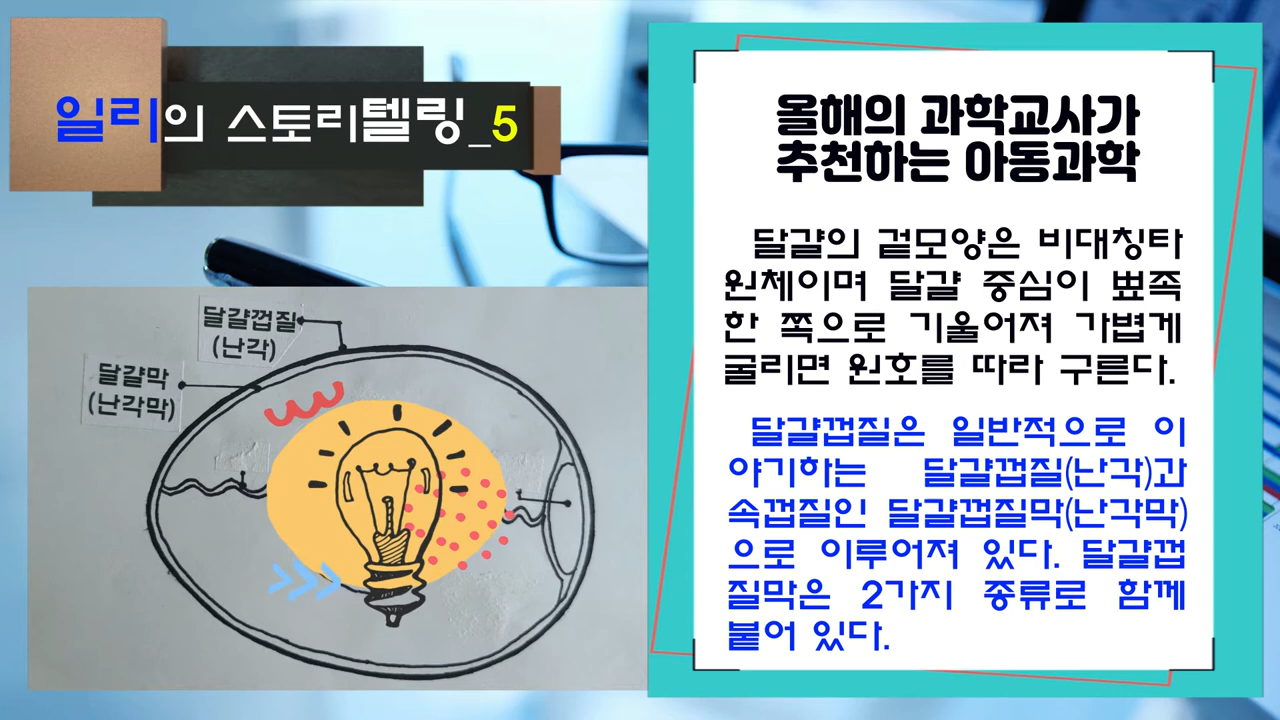 일리의 스토리텔링_5
올해의 과학교사가
추천하는 아동과학
달걀의 겉모양은 비대칭타
원체이며 달걀 중심이 뾰족
한 쪽으로 기울어져 가볍게
굴리면 원호를 따라 구른다.
달걀껍질은 일반적으로 이
야기하는 달걀껍질(난각)과
속껍질인 달걀껍질막(난각막)
으로 이루어져 있다. 달걀껍
질막은 2가지 종류로 함께
붙어 있다.
달걀껍질
(난각)
달걀막
(난각막)